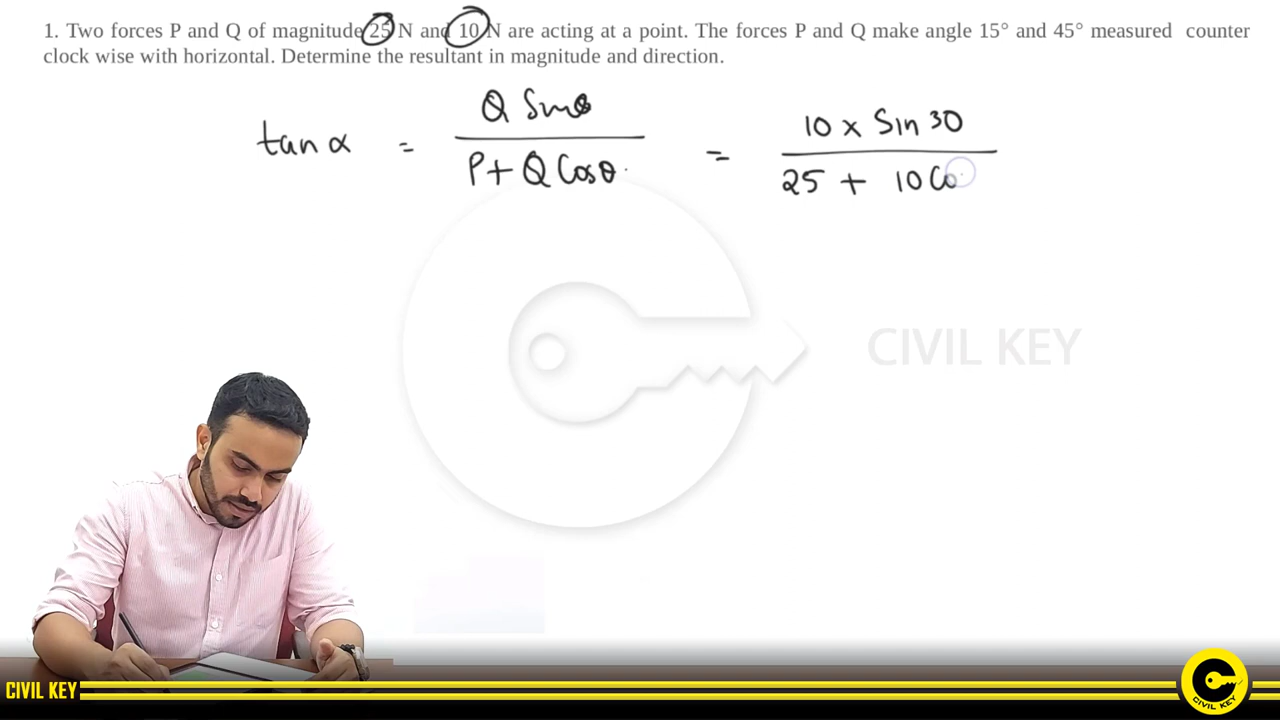 1. Two forces P and Q of magnitude 25 N and 10 N are acting at a point. The forces P and Q make angle 15° and 45° measured counter
clock wise with horizontal. Determine the resultant in magnitude and direction.
tan α = Q Sinθ / P + Q Cosθ = 10 x Sin 30 / 25 + 10 Co
CIVIL KEY
CIVIL KEY
CIVIL KEY